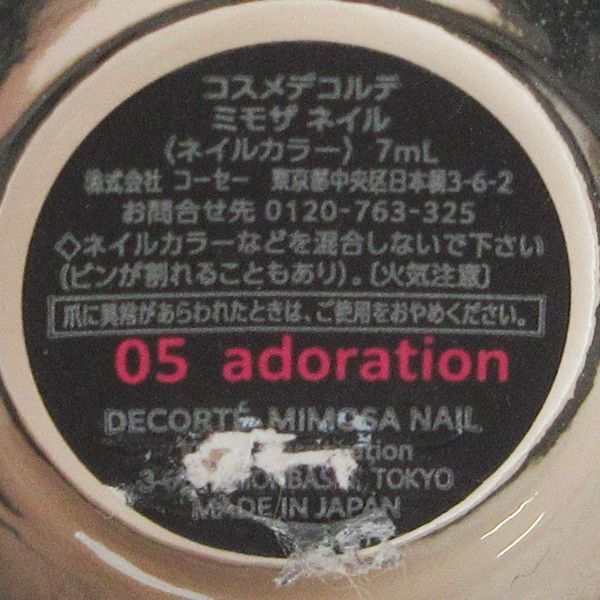 コスメデコルテ
ミモザ ネイル
(ネイルカラー) 7mL
株式会社 コーセー 東京都中央区日本橋3-6-2
お問合せ先 0120-763-325
◇ネイルカラーなどを混合しないで下さい
(ビンが割れることもあり)。〔火気注意〕
爪に異常があらわれたときは、ご使用をおやめください。
05 adoration
DECORTÉ MIMOSA NAIL
TOKYO
MADE IN JAPAN